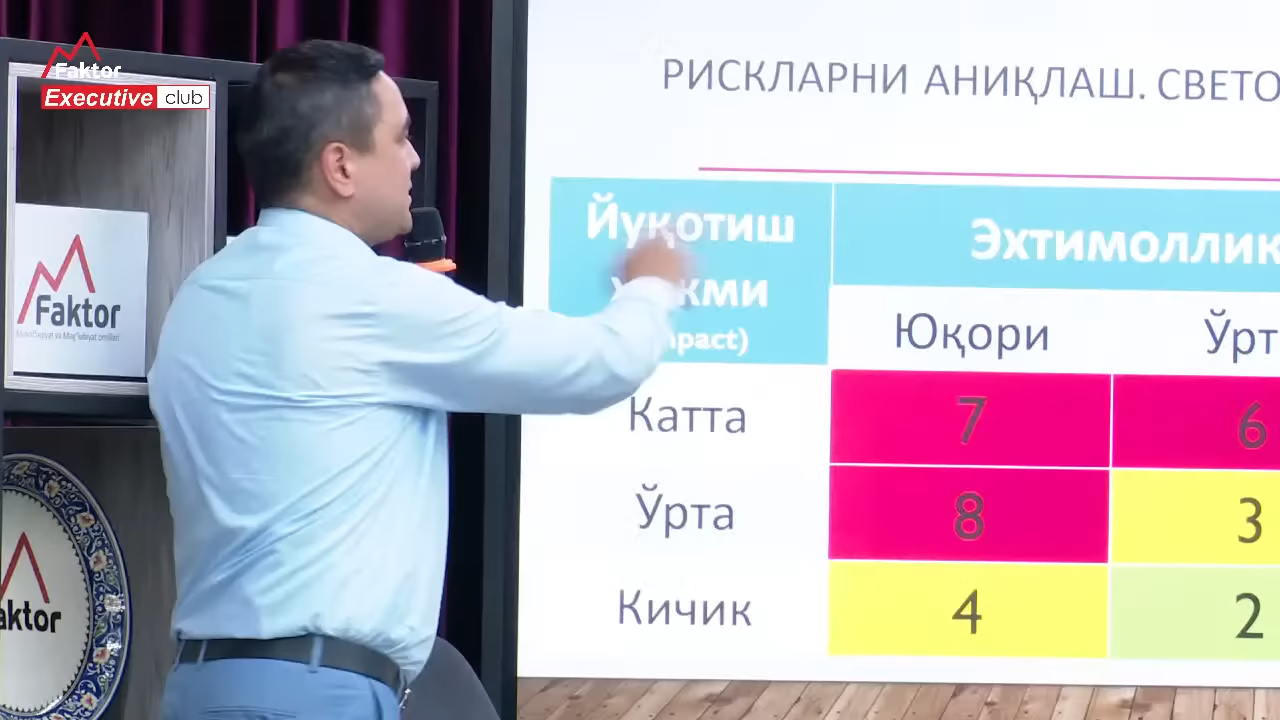 Faktor
Executive club
РИСКЛАРНИ АНИҚЛАШ. СВЕТО
Йуқотиш
Эхтимоллик
Юқори
Faktor
Катта
7
6
Ўрта
8
3
Кичик
4
2